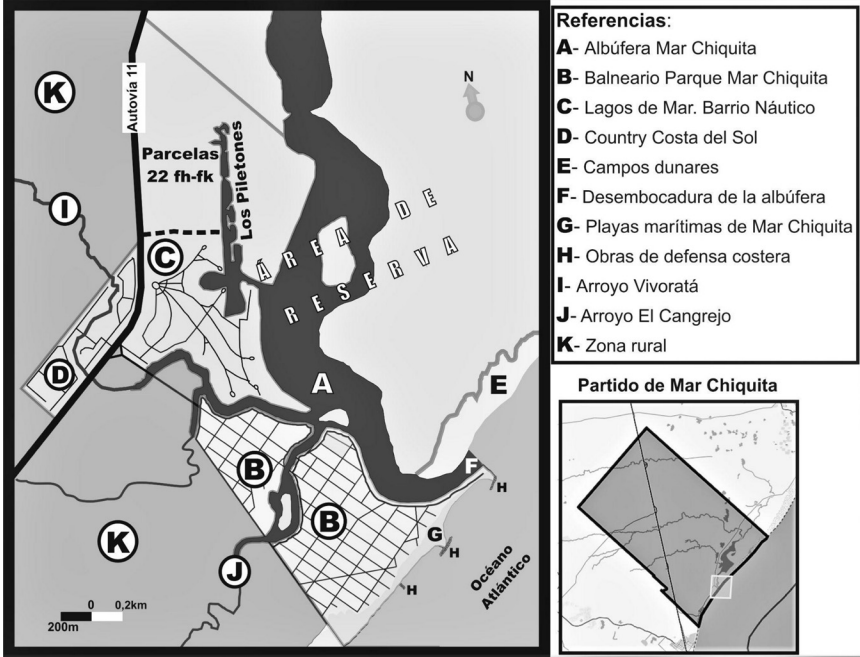 K
Autovía 11
N
Parcelas
22 fh-fk
Los Piletones
I
ÁREA DE
RESERVA
C
D
A
E
B
B
F
H
G
H
H
K
J
Océano
Atlántico
0 0,2km
200m
Referencias:
A- Albúfera Mar Chiquita
B- Balneario Parque Mar Chiquita
C- Lagos de Mar. Barrio Náutico
D- Country Costa del Sol
E- Campos dunares
F- Desembocadura de la albúfera
G- Playas marítimas de Mar Chiquita
H- Obras de defensa costera
I- Arroyo Vivoratá
J- Arroyo El Cangrejo
K- Zona rural
Partido de Mar Chiquita